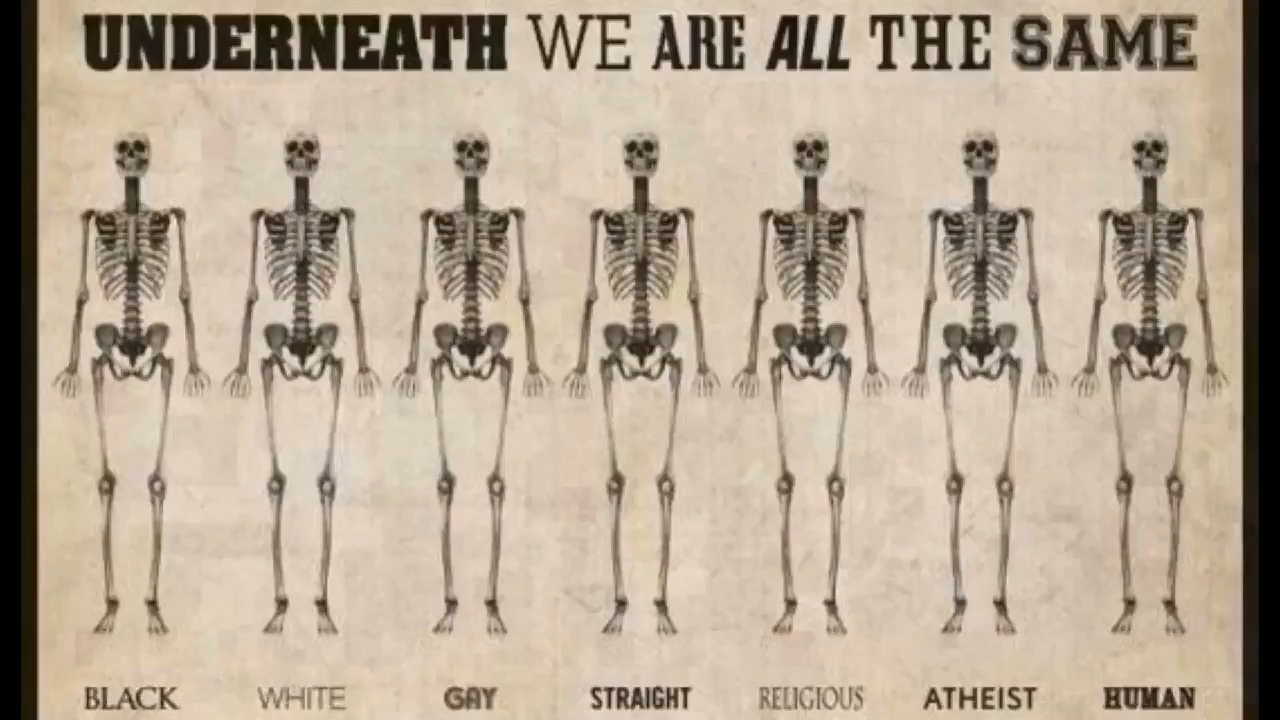 UNDERNEATH WE ARE ALL THE SAME
BLACK WHITE GAY STRAIGHT RELIGIOUS ATHEIST HUMAN